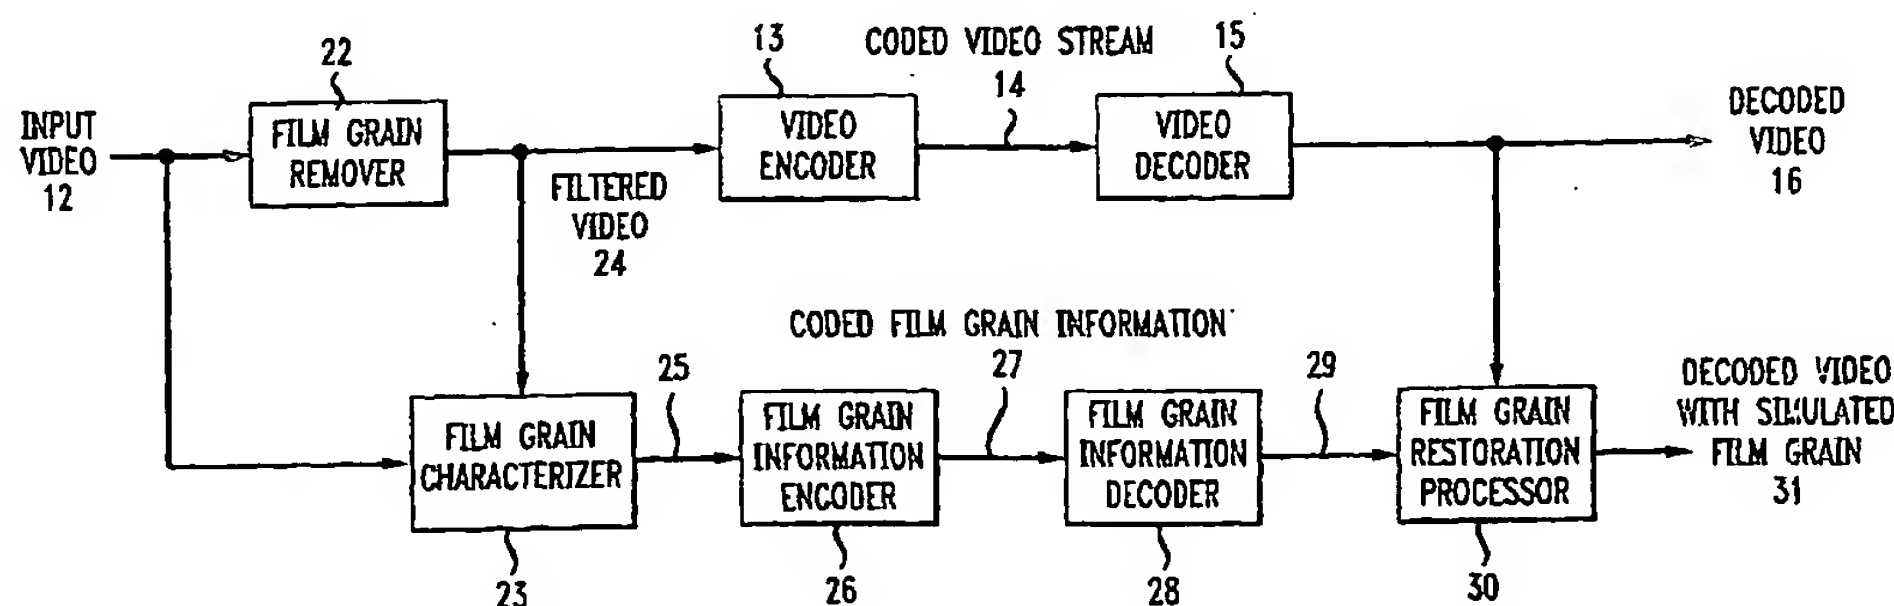 22
13
CODED VIDEO STREAM
14
15
INPUT
VIDEO
12
FILM GRAIN
REMOVER
FILTERED
VIDEO
24
VIDEO
ENCODER
VIDEO
DECODER
DECODED
VIDEO
16
CODED FILM GRAIN INFORMATION
25
27
29
FILM GRAIN
CHARACTERIZER
23
FILM GRAIN
INFORMATION
ENCODER
26
FILM GRAIN
INFORMATION
DECODER
28
FILM GRAIN
RESTORATION
PROCESSOR
30
DECODED VIDEO
WITH SIMULATED
FILM GRAIN
31